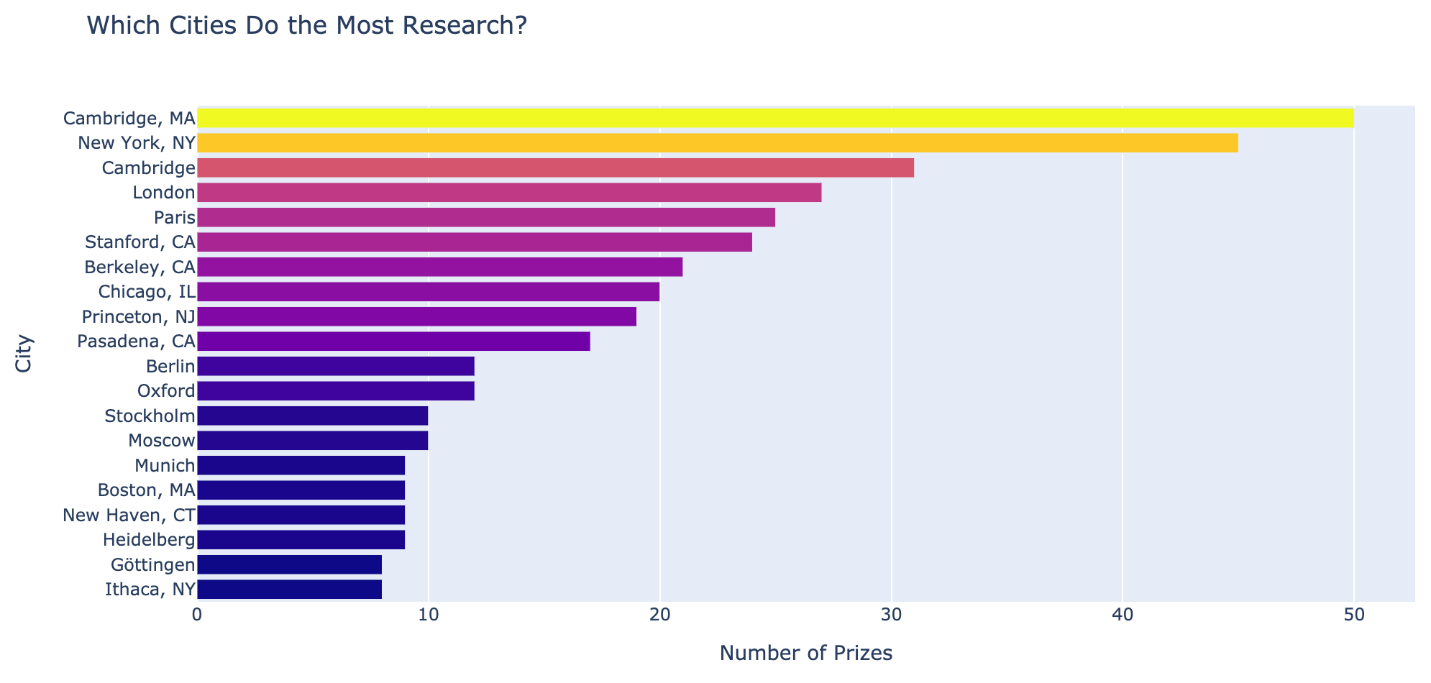 Which Cities Do the Most Research?
Cambridge, MA
New York, NY
Cambridge
London
Paris
Stanford, CA
Berkeley, CA
Chicago, IL
Princeton, NJ
Pasadena, CA
Berlin
Oxford
Stockholm
Moscow
Munich
Boston, MA
New Haven, CT
Heidelberg
Göttingen
Ithaca, NY
City
0 10 20 30 40 50
Number of Prizes